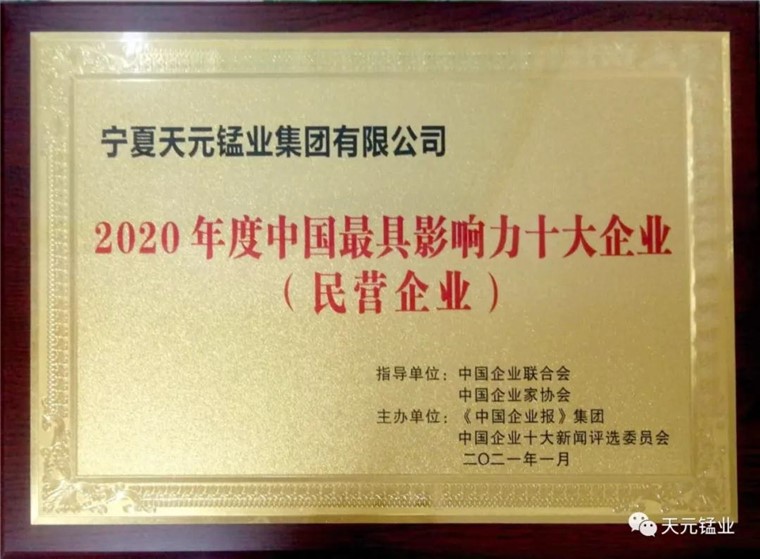 宁夏天元锰业集团有限公司
2020年度中国最具影响力十大企业
（民营企业）
指导单位：中国企业联合会
中国企业家协会
主办单位：《中国企业报》集团
中国企业十大新闻评选委员会
二〇二一年一月
天元锰业